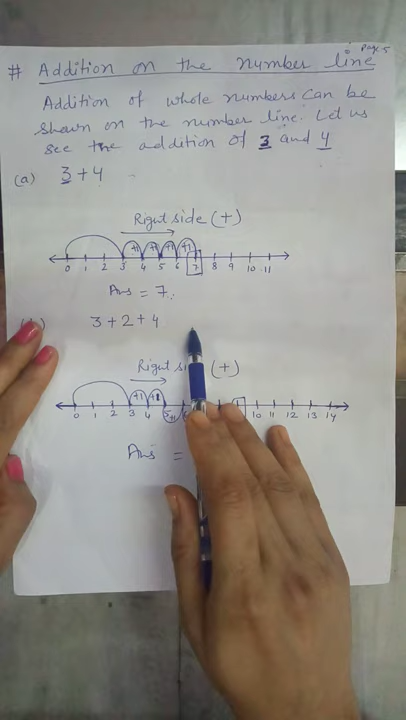 Page 5
# Addition on the number line
Addition of whole numbers can be
shown on the number line. Let us
see the addition of 3 and 4
(a) 3+4
Right side (+)
+1 +1 +1 +1
0 1 2 3 4 5 6 7 8 9 10 11
Ans = 7
3+2+4
Right (+)
+1 +1 +1
0 1 2 3 4 5 10 11 12 13 14
Ans =